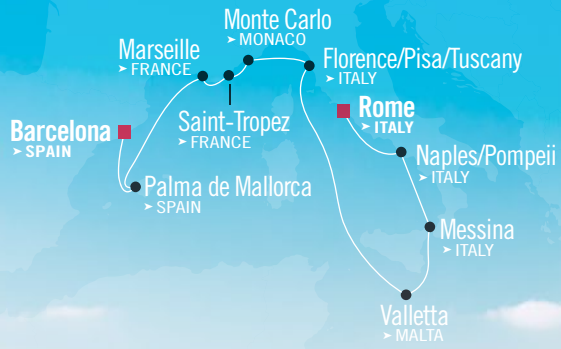 Monte Carlo
➤ MONACO
Marseille
➤ FRANCE
Florence/Pisa/Tuscany
➤ ITALY
Saint-Tropez
➤ FRANCE
Rome
➤ ITALY
Barcelona
➤ SPAIN
Naples/Pompeii
➤ ITALY
Palma de Mallorca
➤ SPAIN
Messina
➤ ITALY
Valletta
➤ MALTA